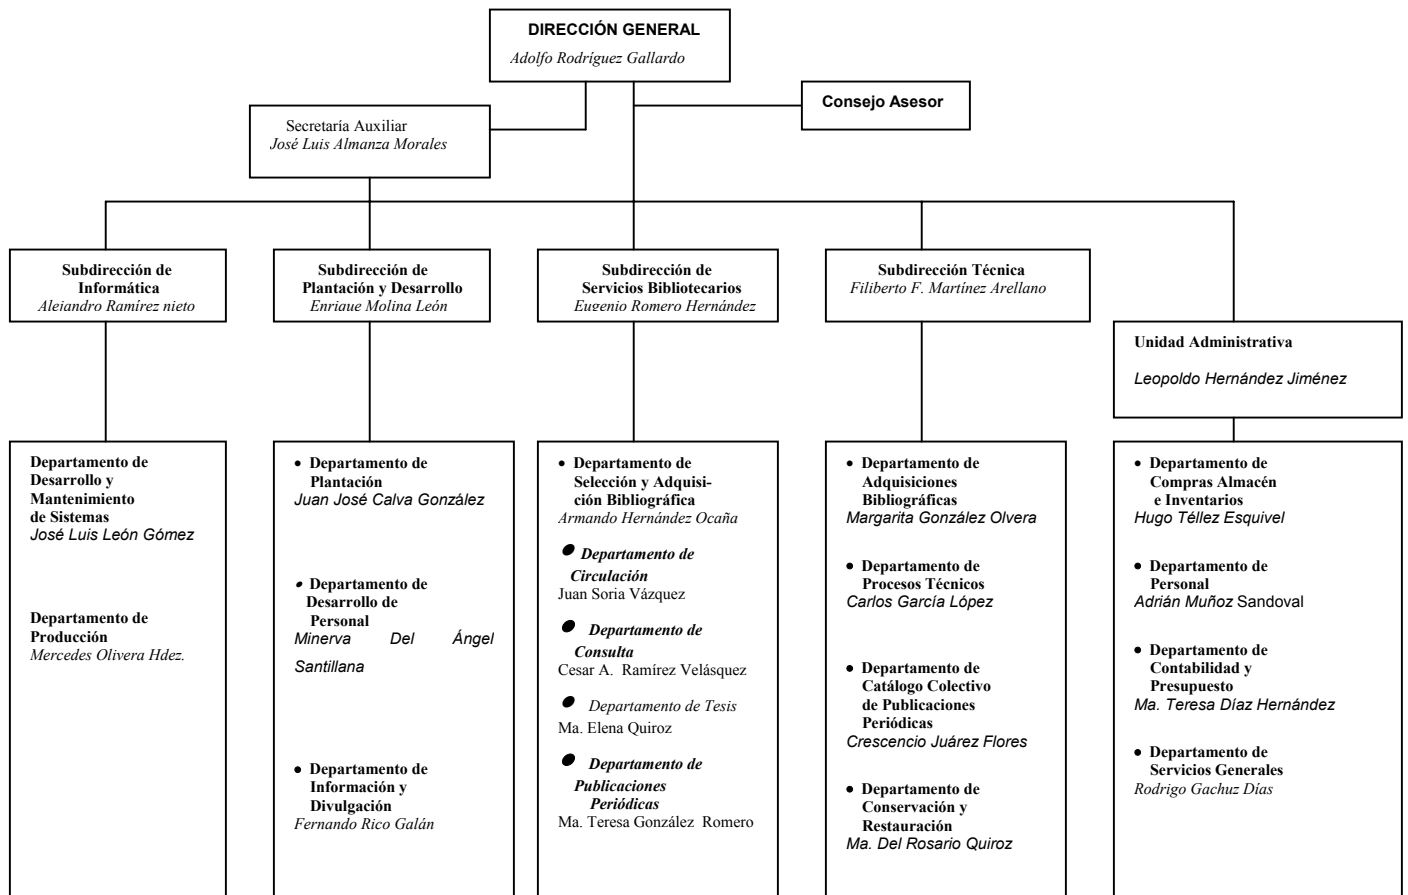 DIRECCIÓN GENERAL
Adolfo Rodríguez Gallardo
Consejo Asesor
Secretaría Auxiliar
José Luis Almanza Morales
Subdirección de
Informática
Alejandro Ramírez nieto
Subdirección de
Plantación y Desarrollo
Enrique Molina León
Subdirección de
Servicios Bibliotecarios
Eugenio Romero Hernández
Subdirección Técnica
Filiberto F. Martínez Arellano
Unidad Administrativa
Leopoldo Hernández Jiménez
Departamento de
Desarrollo y
Mantenimiento
de Sistemas
José Luis León Gómez
Departamento de
Producción
Mercedes Olivera Hdez.
• Departamento de
Plantación
Juan José Calva González
• Departamento de
Desarrollo de
Personal
Minerva Del Ángel
Santillana
• Departamento de
Información y
Divulgación
Fernando Rico Galán
• Departamento de
Selección y Adquisi-
ción Bibliográfica
Armando Hernández Ocaña
• Departamento de
Circulación
Juan Soria Vázquez
• Departamento de
Consulta
Cesar A. Ramírez Velásquez
• Departamento de Tesis
Ma. Elena Quiroz
• Departamento de
Publicaciones
Periódicas
Ma. Teresa González Romero
• Departamento de
Adquisiciones
Bibliográficas
Margarita González Olvera
• Departamento de
Procesos Técnicos
Carlos García López
• Departamento de
Catálogo Colectivo
de Publicaciones
Periódicas
Crescencio Juárez Flores
• Departamento de
Conservación y
Restauración
Ma. Del Rosario Quiroz
• Departamento de
Compras Almacén
e Inventarios
Hugo Téllez Esquivel
• Departamento de
Personal
Adrián Muñoz Sandoval
• Departamento de
Contabilidad y
Presupuesto
Ma. Teresa Díaz Hernández
• Departamento de
Servicios Generales
Rodrigo Gachuz Días